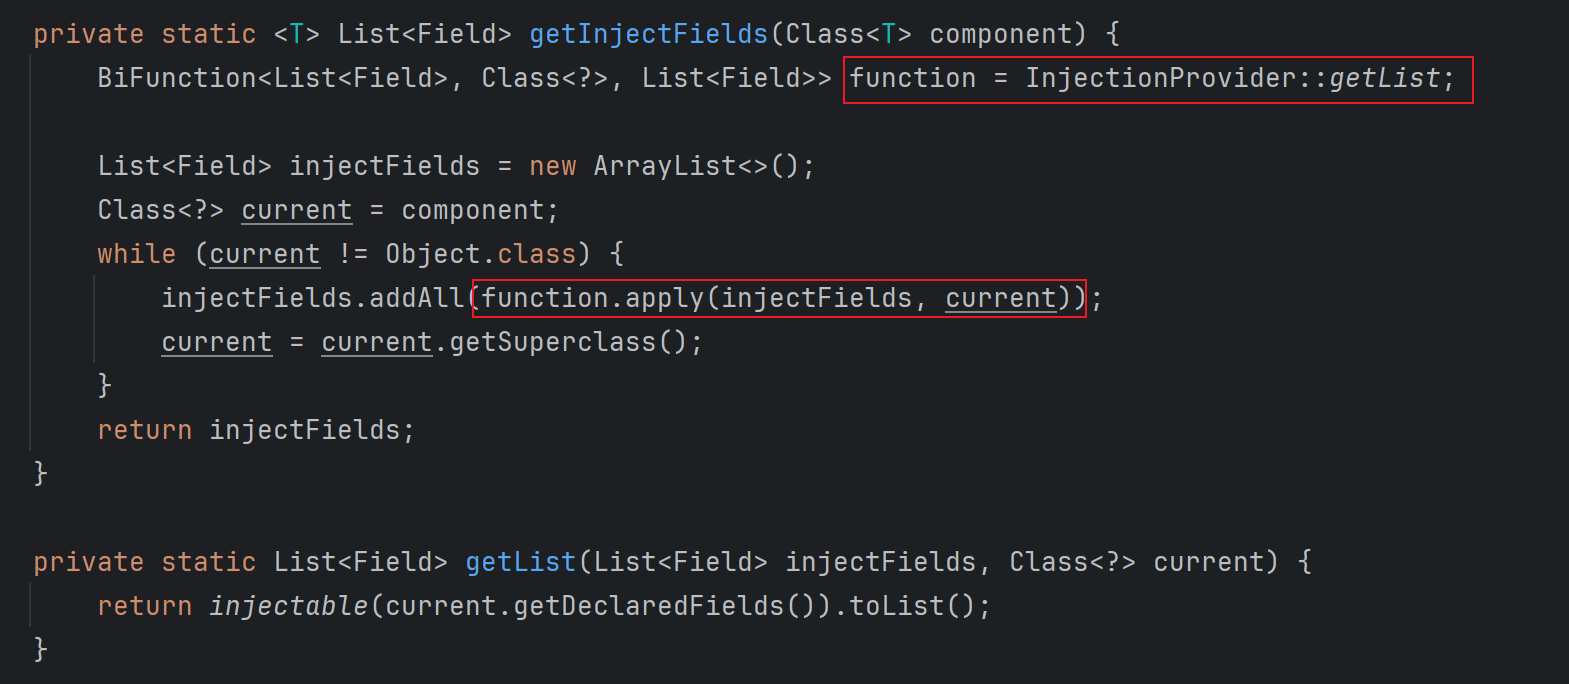 private static <T> List<Field> getInjectFields(Class<T> component) {
    BiFunction<List<Field>, Class<?>, List<Field>> function = InjectionProvider::getList;

    List<Field> injectFields = new ArrayList<>();
    Class<?> current = component;
    while (current != Object.class) {
        injectFields.addAll(function.apply(injectFields, current));
        current = current.getSuperclass();
    }
    return injectFields;
}

private static List<Field> getList(List<Field> injectFields, Class<?> current) {
    return injectable(current.getDeclaredFields()).toList();
}